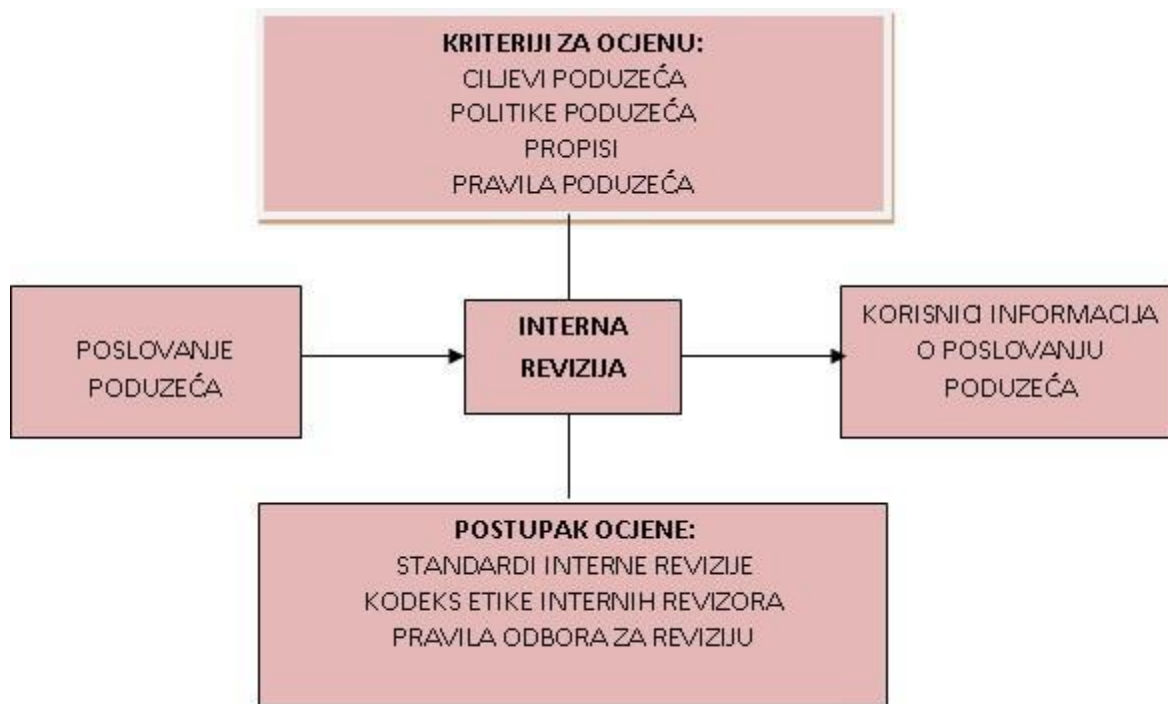 KRITERIJI ZA OCJENU:
CILJEVI PODUZEĆA
POLITIKE PODUZEĆA
PROPISI
PRAVILA PODUZEĆA
POSLOVANJE
PODUZEĆA
INTERNA
REVIZIJA
KORISNICI INFORMACIJA
O POSLOVANJU
PODUZEĆA
POSTUPAK OCJENE:
STANDARDI INTERNE REVIZIJE
KODEKS ETIKE INTERNIH REVIZORA
PRAVILA ODBORA ZA REVIZIJU